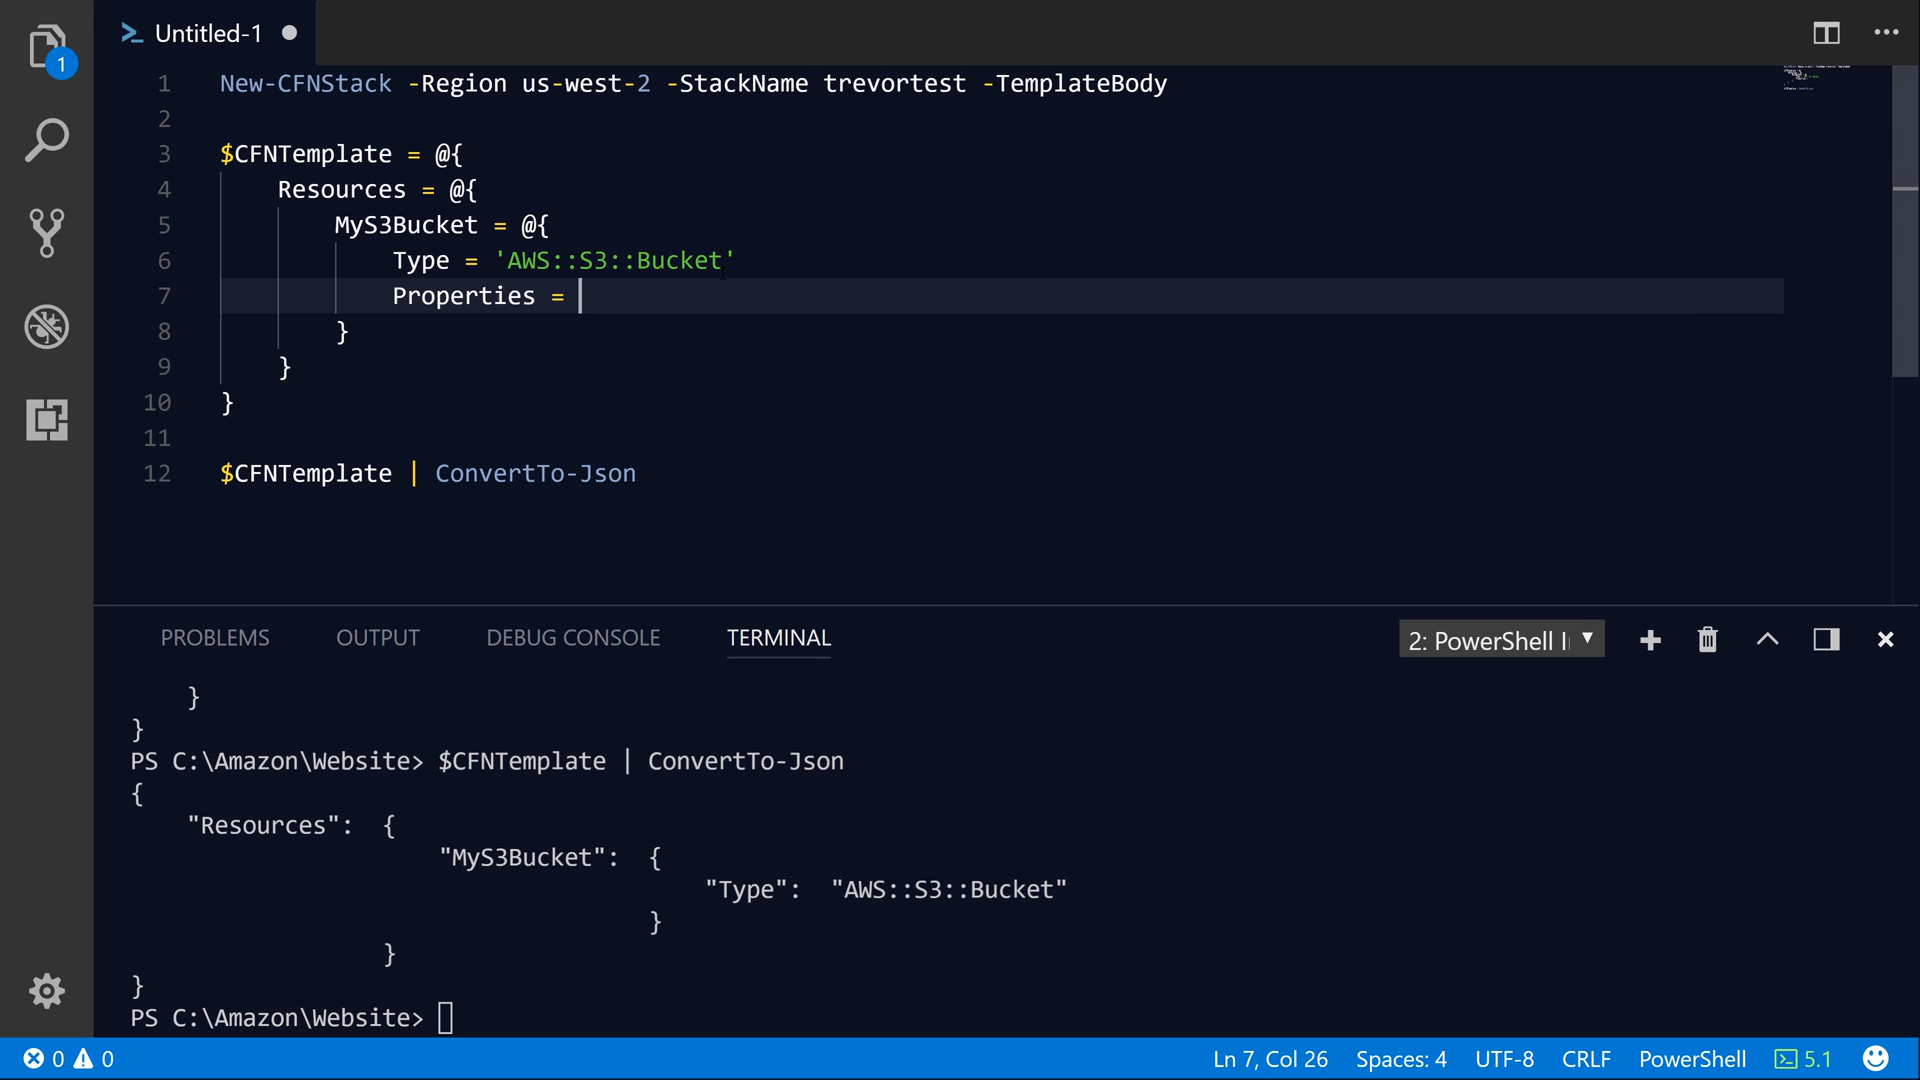 1
Untitled-1
1 New-CFNStack -Region us-west-2 -StackName trevortest -TemplateBody
2
3 $CFNTemplate = @{
4     Resources = @{
5         MyS3Bucket = @{
6             Type = 'AWS::S3::Bucket'
7             Properties =
8         }
9     }
10 }
11
12 $CFNTemplate | ConvertTo-Json
PROBLEMS OUTPUT DEBUG CONSOLE TERMINAL 2: PowerShell I
    }
}
PS C:\Amazon\Website> $CFNTemplate | ConvertTo-Json
{
    "Resources":  {
                      "MyS3Bucket":  {
                                         "Type":  "AWS::S3::Bucket"
                                     }
                  }
}
PS C:\Amazon\Website>
0 0 Ln 7, Col 26 Spaces: 4 UTF-8 CRLF PowerShell 5.1